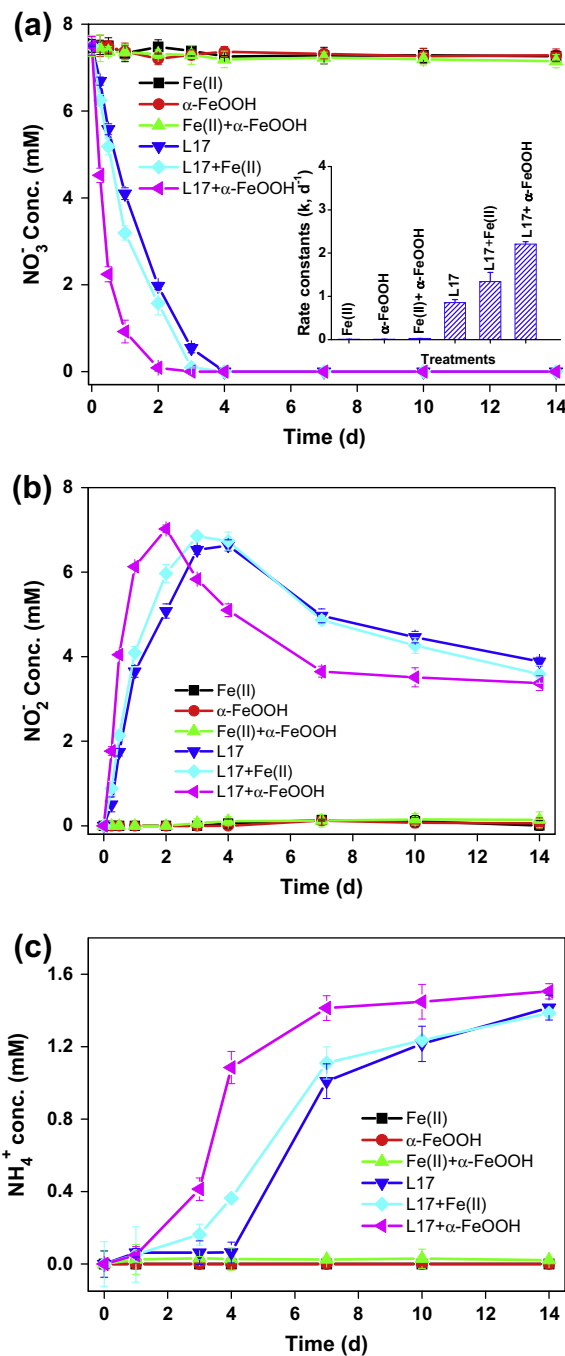 (a)
NO3- Conc. (mM)
8
6
4
2
0
Fe(II)
α-FeOOH
Fe(II)+α-FeOOH
L17
L17+Fe(II)
L17+α-FeOOH
Rate constants (k, d-1)
4
3
2
1
0
Fe(II)
α-FeOOH
Fe(II)+ α-FeOOH
L17
L17+Fe(II)
L17+ α-FeOOH
Treatments
0 2 4 6 8 10 12 14
Time (d)
(b)
NO2- Conc. (mM)
8
6
4
2
0
Fe(II)
α-FeOOH
Fe(II)+α-FeOOH
L17
L17+Fe(II)
L17+α-FeOOH
0 2 4 6 8 10 12 14
Time (d)
(c)
NH4+ conc. (mM)
1.6
1.2
0.8
0.4
0.0
Fe(II)
α-FeOOH
Fe(II)+α-FeOOH
L17
L17+Fe(II)
L17+α-FeOOH
0 2 4 6 8 10 12 14
Time (d)